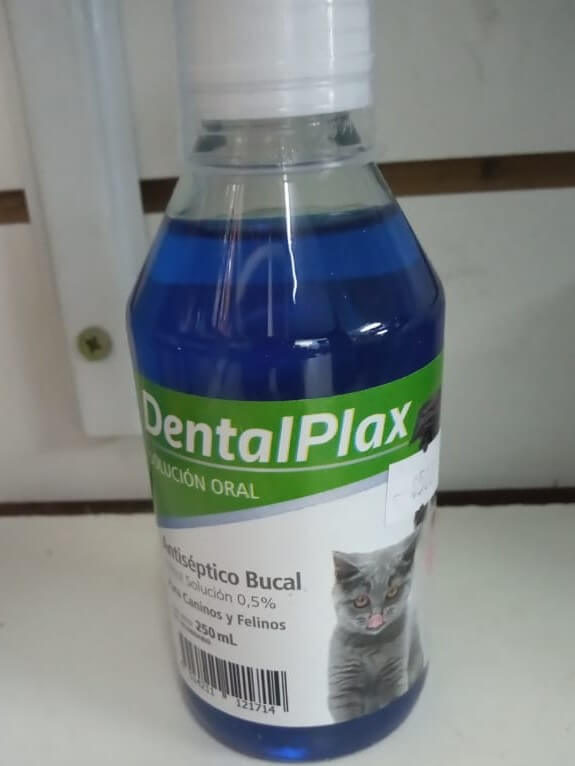 DentalPlax
SOLUCIÓN ORAL
Antiséptico Bucal
Solución 0,5%
Caninos y Felinos
250 mL
121714